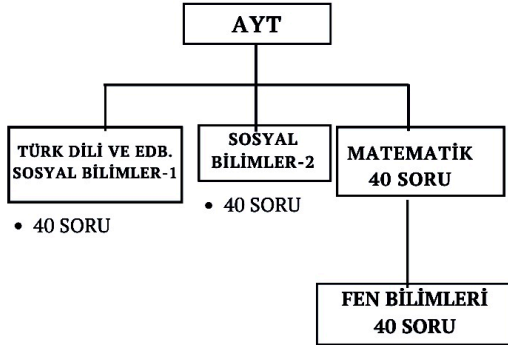 AYT
TÜRK DİLİ VE EDB.
SOSYAL BİLİMLER-1
• 40 SORU
SOSYAL
BİLİMLER-2
• 40 SORU
MATEMATİK
40 SORU
FEN BİLİMLERİ
40 SORU